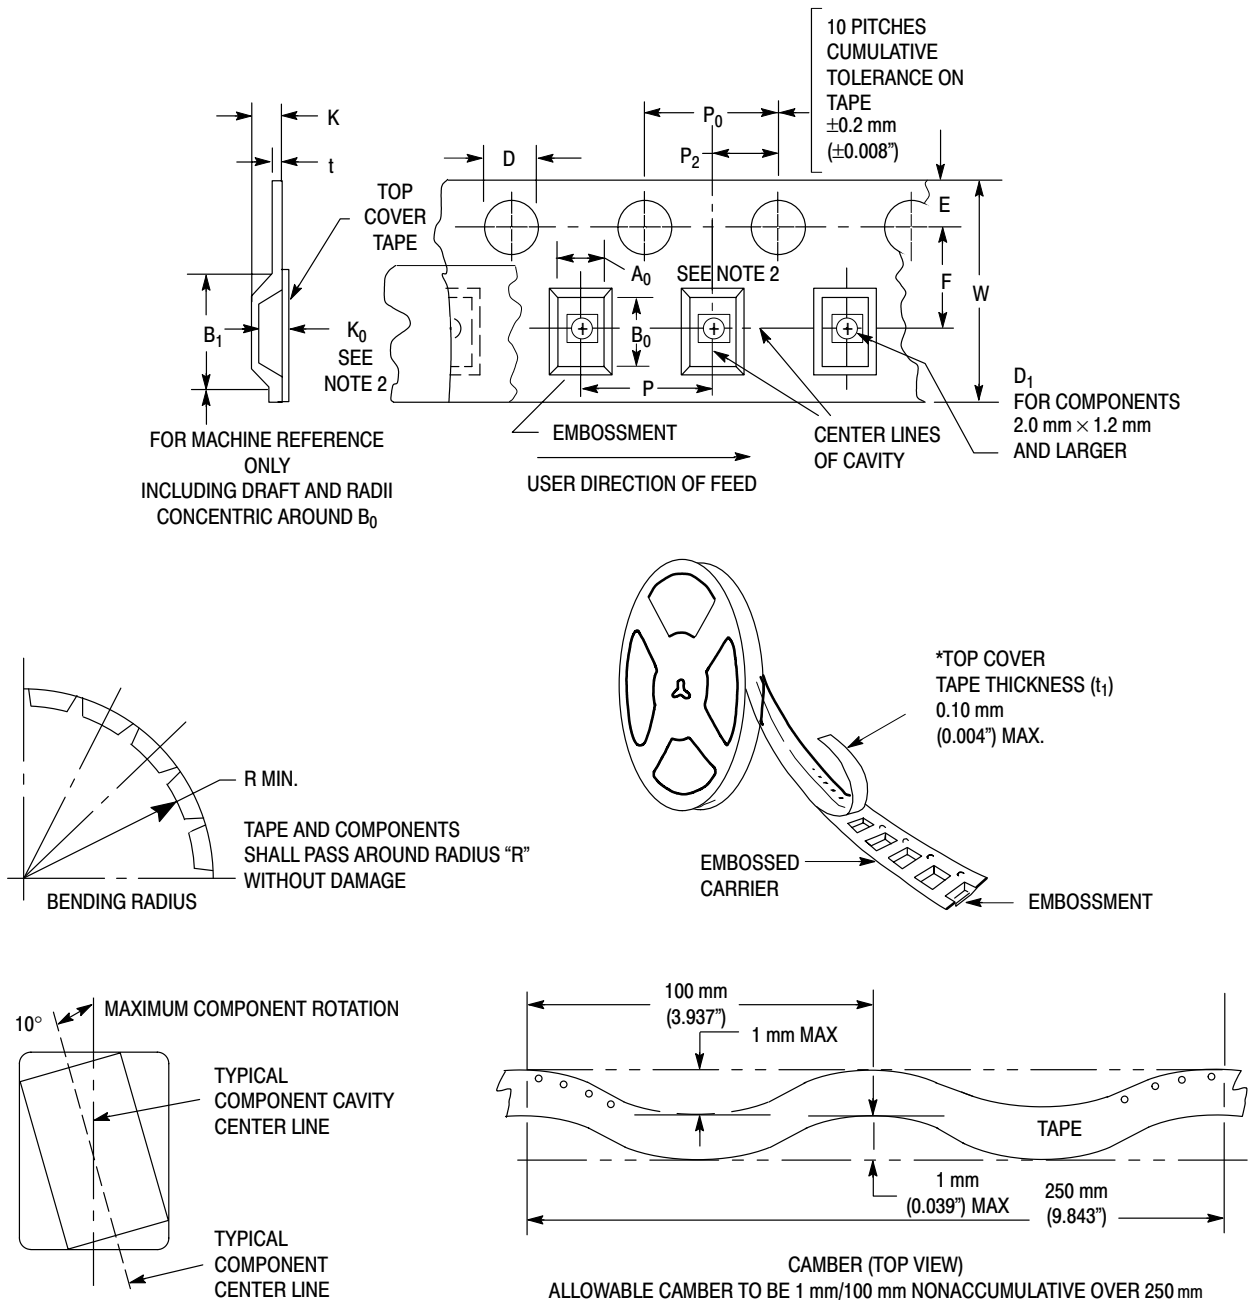 10 PITCHES
CUMULATIVE
TOLERANCE ON
TAPE
±0.2 mm
(±0.008”)
K
t
D
P0
P2
TOP
COVER
TAPE
E
A0
SEE NOTE 2
F
W
B1
K0
SEE
NOTE 2
B0
P
D1
FOR COMPONENTS
2.0 mm × 1.2 mm
AND LARGER
FOR MACHINE REFERENCE
ONLY
INCLUDING DRAFT AND RADII
CONCENTRIC AROUND B0
EMBOSSMENT
CENTER LINES
OF CAVITY
USER DIRECTION OF FEED
*TOP COVER
TAPE THICKNESS (t1)
0.10 mm
(0.004”) MAX.
R MIN.
TAPE AND COMPONENTS
SHALL PASS AROUND RADIUS “R”
WITHOUT DAMAGE
BENDING RADIUS
EMBOSSED
CARRIER
EMBOSSMENT
10°
MAXIMUM COMPONENT ROTATION
TYPICAL
COMPONENT CAVITY
CENTER LINE
TYPICAL
COMPONENT
CENTER LINE
100 mm
(3.937”)
1 mm MAX
TAPE
1 mm
(0.039”) MAX
250 mm
(9.843”)
CAMBER (TOP VIEW)
ALLOWABLE CAMBER TO BE 1 mm/100 mm NONACCUMULATIVE OVER 250 mm